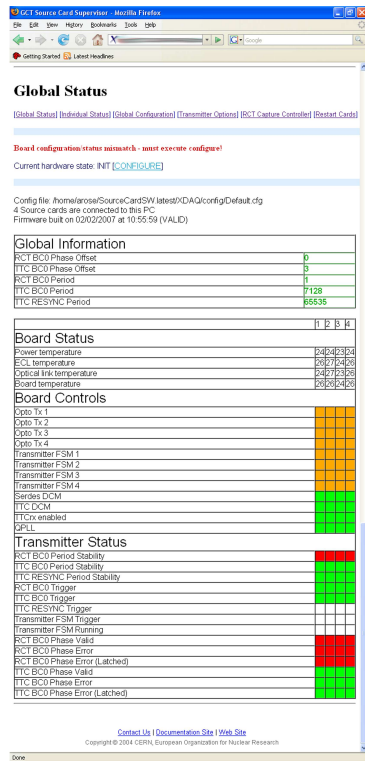 GCT Source Card Supervisor - Mozilla Firefox
File Edit View History Bookmarks Tools Help
Google
Getting Started Latest Headlines
Global Status
[Global Status] [Individual Status] [Global Configuration] [Transmitter Options] [RCT Capture Controller] [Restart Cards]
Board configuration/status mismatch - must execute configure!
Current hardware state: INIT [CONFIGURE]
Config file: /home/arose/SourceCardSW.latest/XDAQ/config/Default.cfg
4 Source cards are connected to this PC
Firmware built on 02/02/2007 at 10:55:59 (VALID)
Global Information
RCT BC0 Phase Offset 0
TTC BC0 Phase Offset 3
RCT BC0 Period 1
TTC BC0 Period 7128
TTC RESYNC Period 65535
1 2 3 4
Board Status
Power temperature 24 24 23 24
ECL temperature 26 27 24 26
Optical link temperature 24 27 23 26
Board temperature 26 26 24 26
Board Controls
Opto Tx 1
Opto Tx 2
Opto Tx 3
Opto Tx 4
Transmitter FSM 1
Transmitter FSM 2
Transmitter FSM 3
Transmitter FSM 4
Serdes DCM
TTC DCM
TTCrx enabled
QPLL
Transmitter Status
RCT BC0 Period Stability
TTC BC0 Period Stability
TTC RESYNC Period Stability
RCT BC0 Trigger
TTC BC0 Trigger
TTC RESYNC Trigger
Transmitter FSM Trigger
Transmitter FSM Running
RCT BC0 Phase Valid
RCT BC0 Phase Error
RCT BC0 Phase Error (Latched)
TTC BC0 Phase Valid
TTC BC0 Phase Error
TTC BC0 Phase Error (Latched)
Contact Us | Documentation Site | Web Site
Copyright © 2004 CERN, European Organization for Nuclear Research
Done